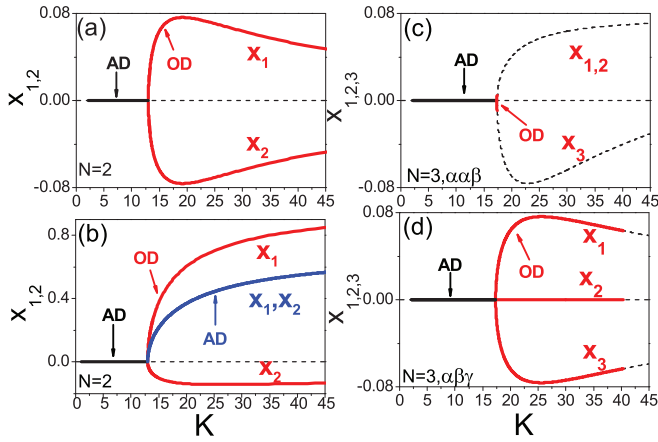 (a)
0.08
0.00
-0.08
x1,2
AD
OD
x1
x2
N=2
0 5 10 15 20 25 30 35 40 45
(b)
0.8
0.4
0.0
x1,2
AD
OD
x1
x1,x2
AD
x2
N=2
0 5 10 15 20 25 30 35 40 45
K
(c)
0.08
0.00
-0.08
x1,2,3
AD
OD
x1,2
x3
N=3,ααβ
0 5 10 15 20 25 30 35 40 45
(d)
0.08
0.00
-0.08
x1,2,3
AD
OD
x1
x2
x3
N=3,αβγ
0 5 10 15 20 25 30 35 40 45
K